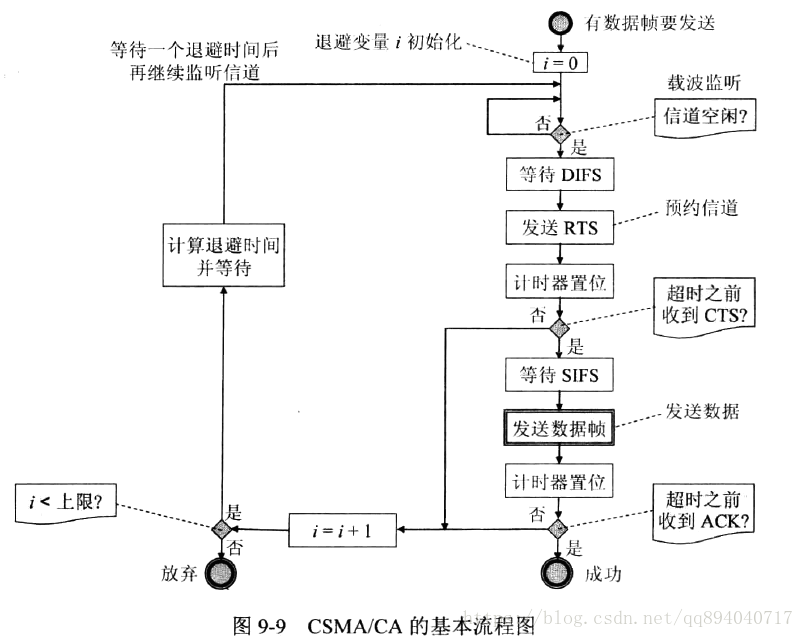 有数据帧要发送
退避变量 i 初始化
i = 0
等待一个退避时间后
再继续监听信道
载波监听
信道空闲?
否
是
等待 DIFS
发送 RTS
预约信道
计时器置位
超时之前
收到 CTS?
否
是
等待 SIFS
发送数据帧
发送数据
计时器置位
超时之前
收到 ACK?
否
是
成功
i = i + 1
i < 上限?
是
否
放弃
计算退避时间
并等待
图 9-9 CSMA/CA 的基本流程图
https://blog.csdn.net/qq894040717